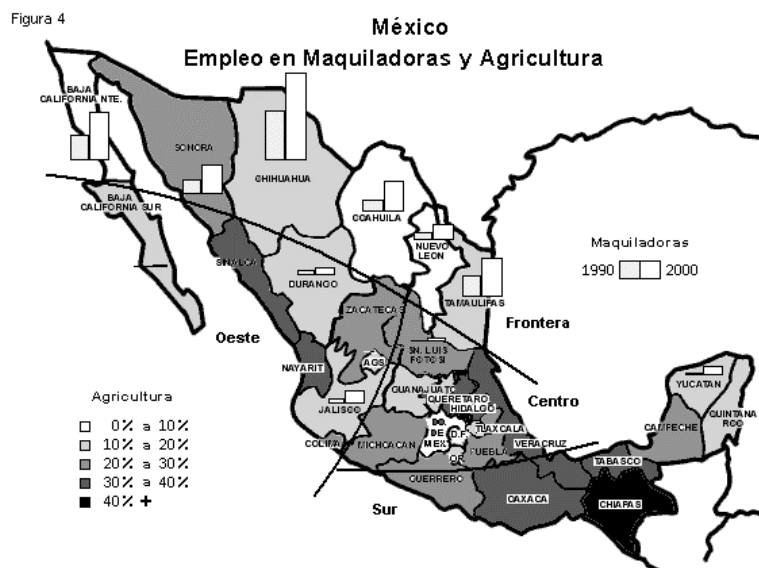 Figura 4
México
Empleo en Maquiladoras y Agricultura
BAJA
CALIFORNIA NTE.
SONORA
CHIHUAHUA
COAHUILA
NUEVO
LEON
TAMAULIPAS
BAJA
CALIFORNIA SUR
SINALOA
DURANGO
ZACATECAS
SN. LUIS
POTOSI
Maquiladoras
1990 2000
Frontera
Oeste
NAYARIT
AGS
GUANAJUATO
QUERETARO
HIDALGO
JALISCO
COLIMA
MICHOACAN
DO.
DE
MEX
D.F.
TLAXCALA
PUEBLA
VERACRUZ
Centro
YUCATAN
QUINTANA
ROO
CAMPECHE
TABASCO
GUERRERO
OAXACA
CHIAPAS
Sur
Agricultura
0% a 10%
10% a 20%
20% a 30%
30% a 40%
40% +